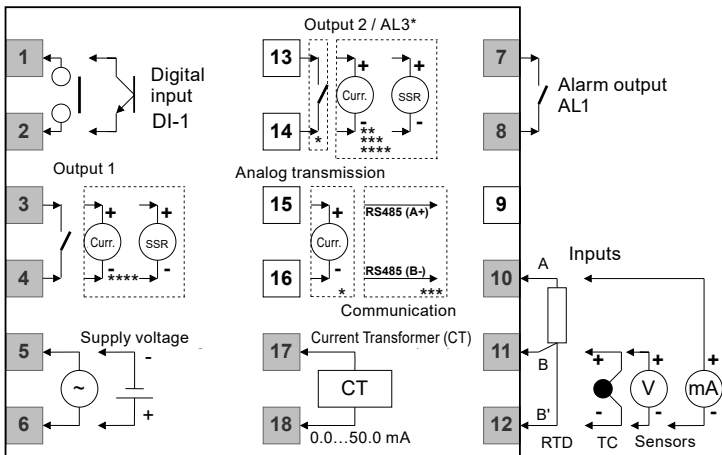 Output 2 / AL3*
1
2
Digital
input
DI-1
13
14
*
+
Curr.
-
**
***
****
+
SSR
-
7
8
Alarm output
AL1
Output 1
3
4
+
Curr.
-
****
+
SSR
-
Analog transmission
15
16
+
Curr.
-
*
RS485 (A+)
RS485 (B-)
***
Communication
9
Inputs
10
11
12
A
B
B'
RTD
+
-
TC
+
V
-
+
mA
-
Sensors
Supply voltage
5
6
~
-
+
Current Transformer (CT)
17
18
CT
0.0...50.0 mA